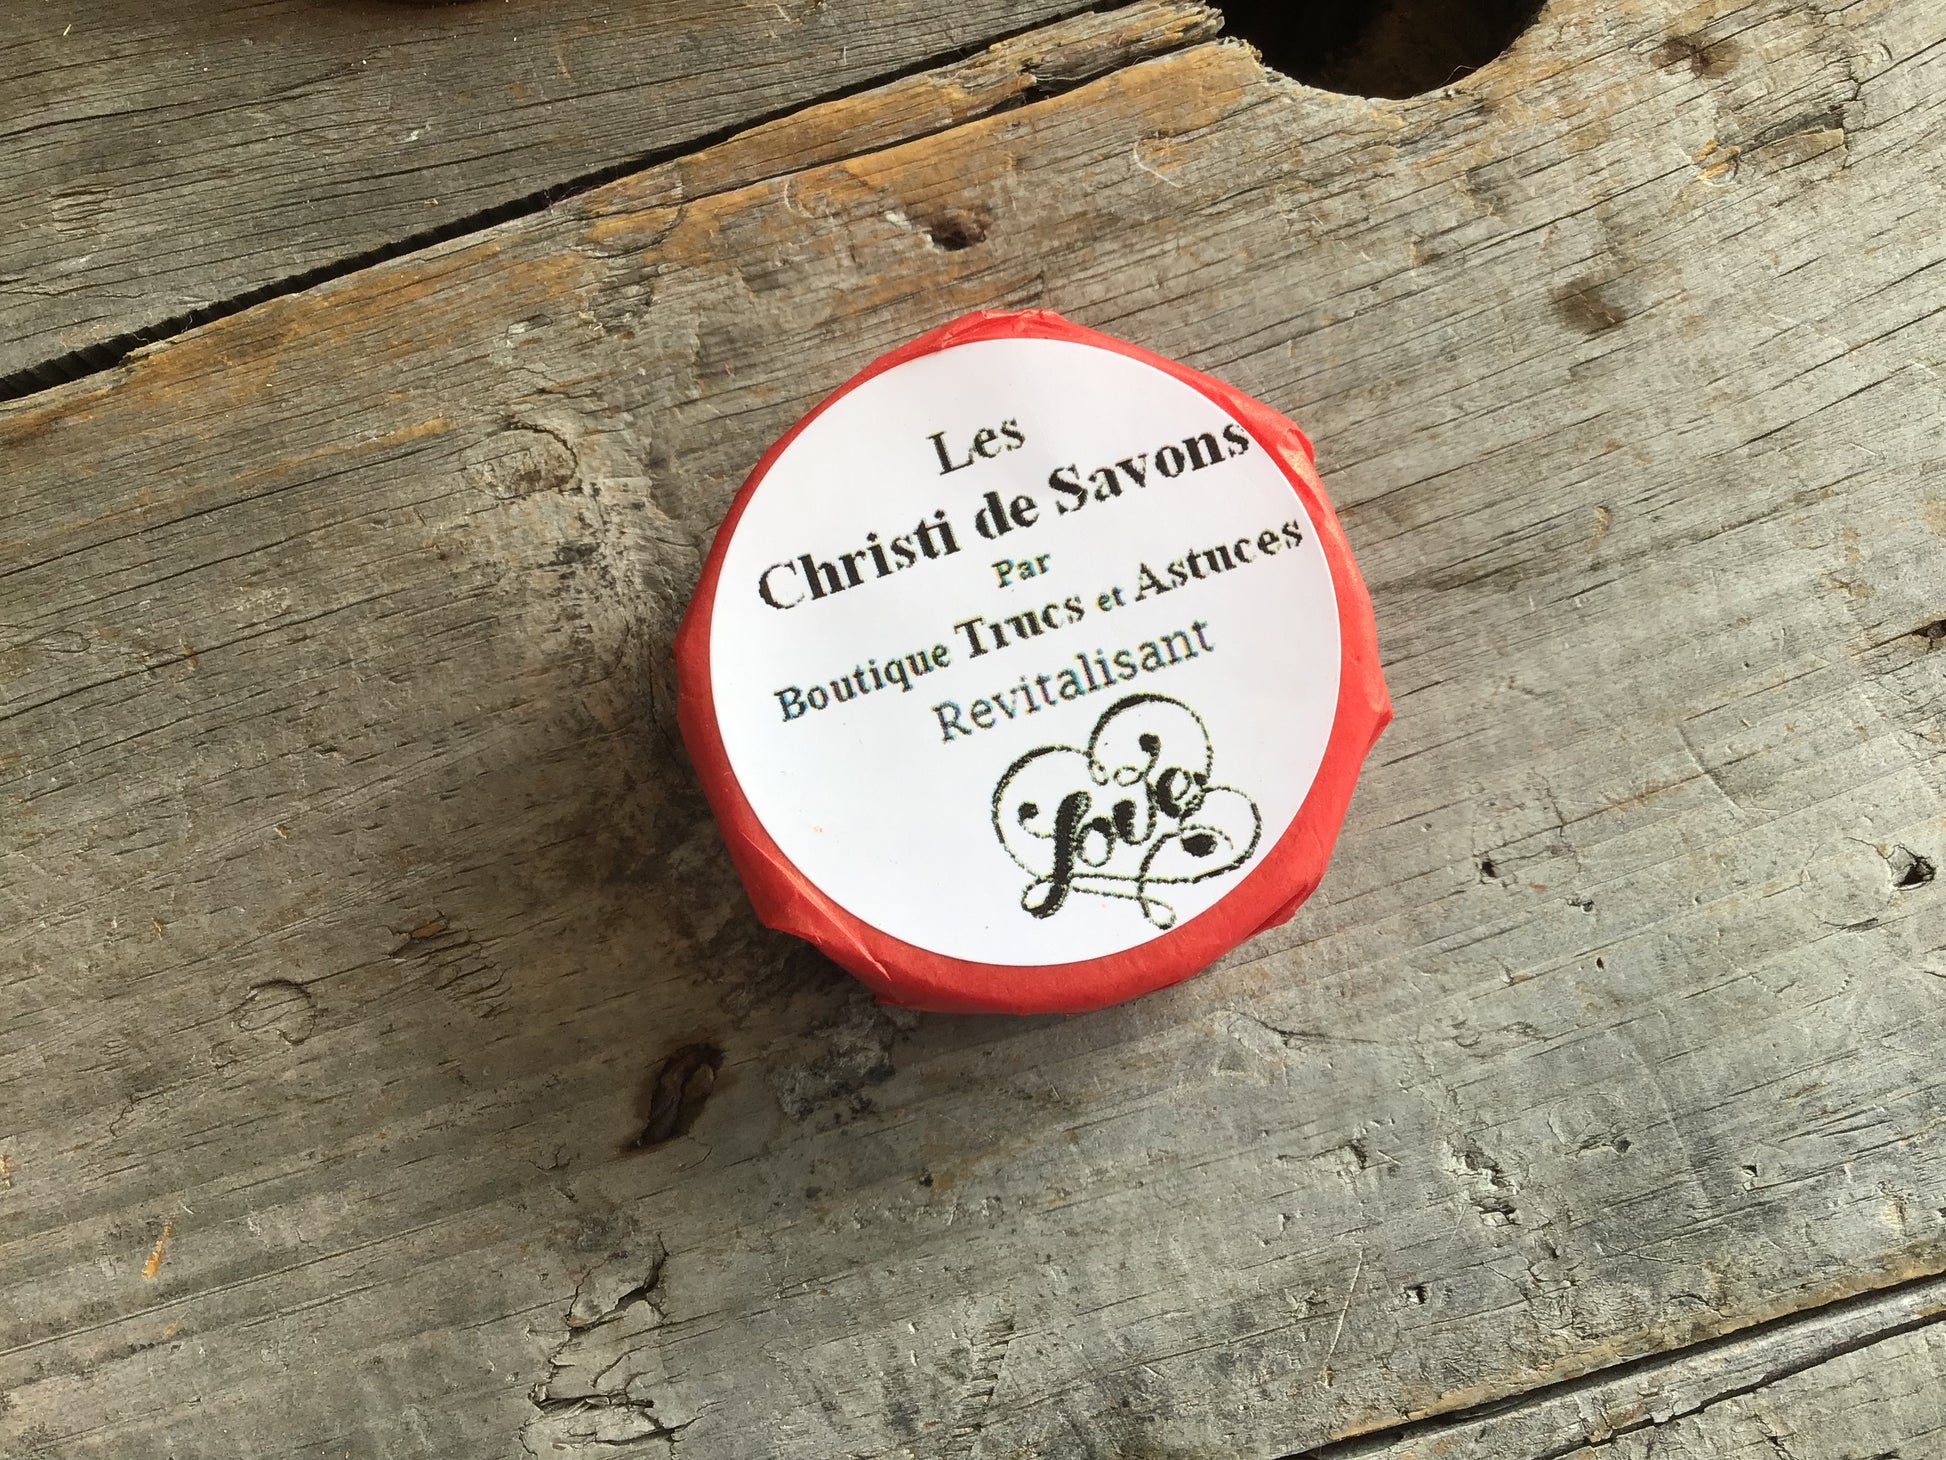 Les
Christi de Savons
Par
Boutique Trucs et Astuces
Revitalisant
Love